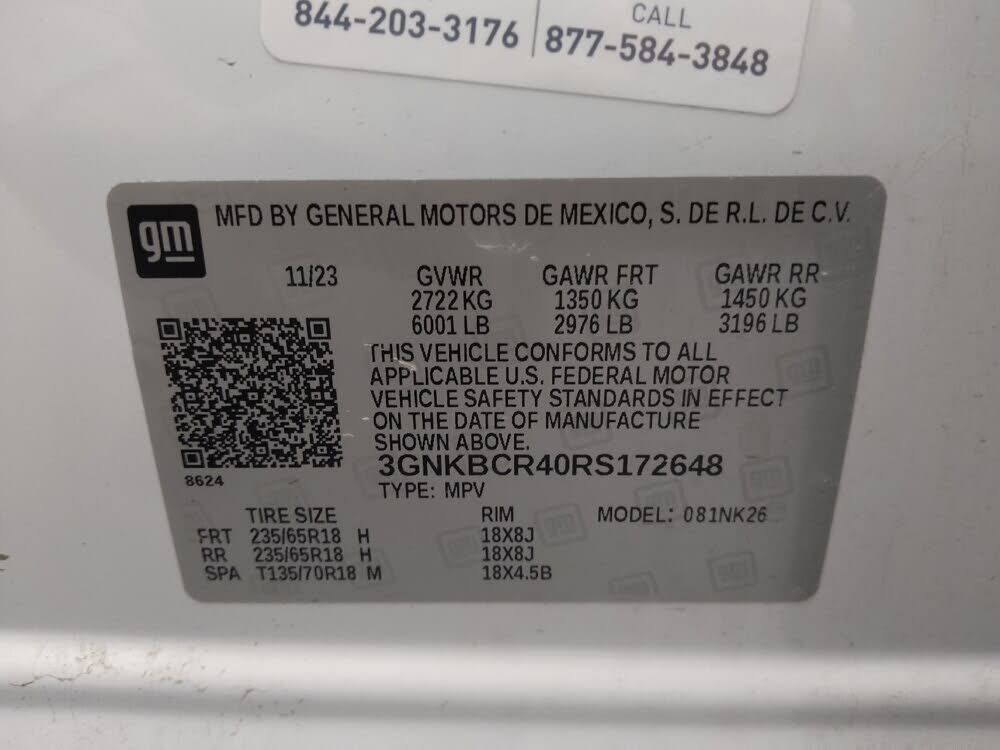 CALL
844-203-3176 877-584-3848
gm
MFD BY GENERAL MOTORS DE MEXICO, S. DE R.L. DE C.V.
11/23 GVWR GAWR FRT GAWR RR
2722 KG 1350 KG 1450 KG
6001 LB 2976 LB 3196 LB
THIS VEHICLE CONFORMS TO ALL
APPLICABLE U.S. FEDERAL MOTOR
VEHICLE SAFETY STANDARDS IN EFFECT
ON THE DATE OF MANUFACTURE
SHOWN ABOVE.
3GNKBCR40RS172648
8624
TYPE: MPV
TIRE SIZE RIM MODEL: 081NK26
FRT 235/65R18 H 18X8J
RR 235/65R18 H 18X8J
SPA T135/70R18 M 18X4.5B